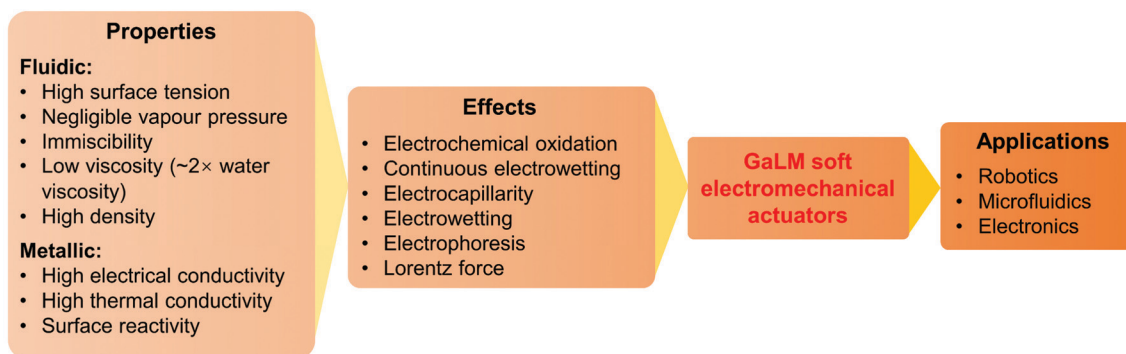 Properties
Fluidic:
• High surface tension
• Negligible vapour pressure
• Immiscibility
• Low viscosity (~2× water
viscosity)
• High density
Metallic:
• High electrical conductivity
• High thermal conductivity
• Surface reactivity
Effects
• Electrochemical oxidation
• Continuous electrowetting
• Electrocapillarity
• Electrowetting
• Electrophoresis
• Lorentz force
GaLM soft
electromechanical
actuators
Applications
• Robotics
• Microfluidics
• Electronics